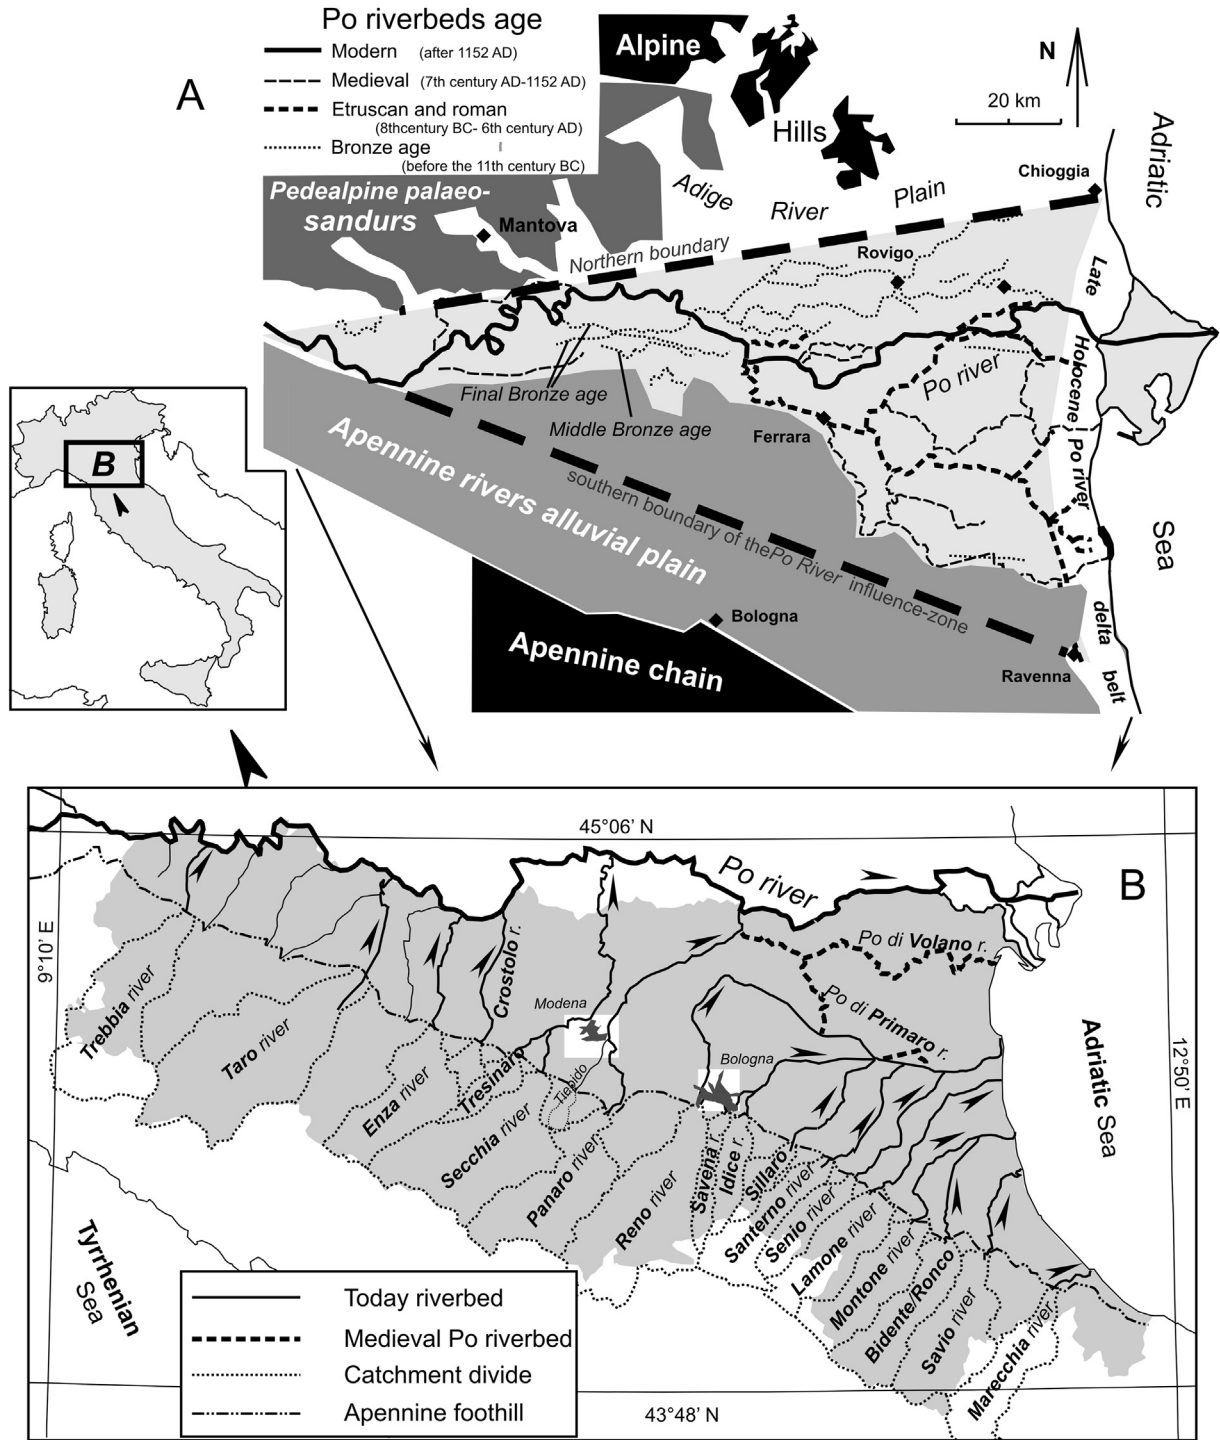 Po riverbeds age
Modern (after 1152 AD)
Medieval (7th century AD-1152 AD)
Etruscan and roman
(8thcentury BC- 6th century AD)
Bronze age
(before the 11th century BC)
A
Alpine
Hills
N
20 km
Adriatic
Sea
Chioggia
Pedealpine palaeo-
sandurs
Mantova
Adige
River
Plain
Northern boundary
Rovigo
Late
Hokocene
Po river
delta
belt
Po river
Final Bronze age
Middle Bronze age
Ferrara
Apennine rivers alluvial plain
southern boundary of thePo River influence-zone
Bologna
Ravenna
Apennine chain
B
45°06' N
B
Po river
9°10' E
12°50' E
Po di Volano r.
Po di Primaro r.
Crostolo r.
Modena
Bologna
Trebbia river
Taro river
Enza river
Tresinaro
Tiepido
Secchia river
Panaro river
Reno river
Savena r.
Idice r.
Sillaro
Santerno river
Senio river
Lamone river
Montone river
Bidente/Ronco
Savio river
Marecchia river
Adriatic Sea
Tyrrhenian
Sea
Today riverbed
Medieval Po riverbed
Catchment divide
Apennine foothill
43°48' N